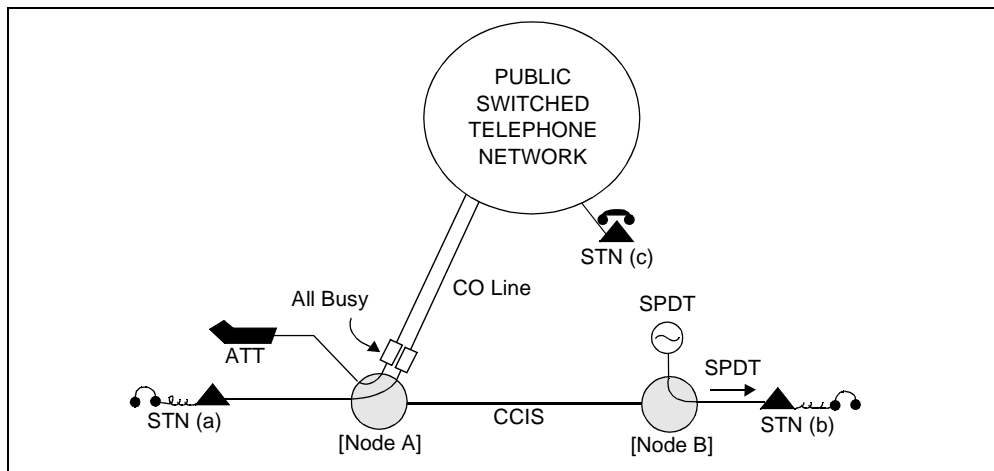 PUBLIC
SWITCHED
TELEPHONE
NETWORK
STN (c)
CO Line
All Busy
SPDT
ATT
SPDT
STN (a)
CCIS
STN (b)
[Node A]
[Node B]